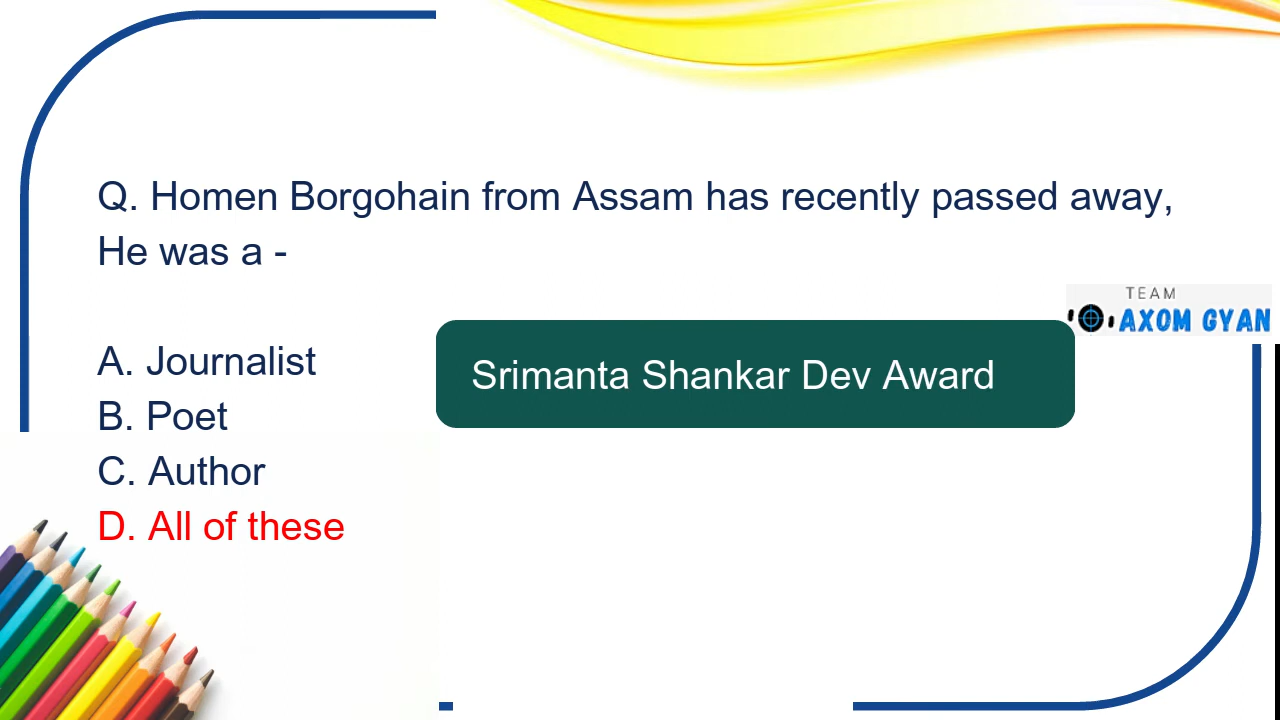 Q. Homen Borgohain from Assam has recently passed away,
He was a -
TEAM
AXOM GYAN
A. Journalist
Srimanta Shankar Dev Award
B. Poet
C. Author
D. All of these